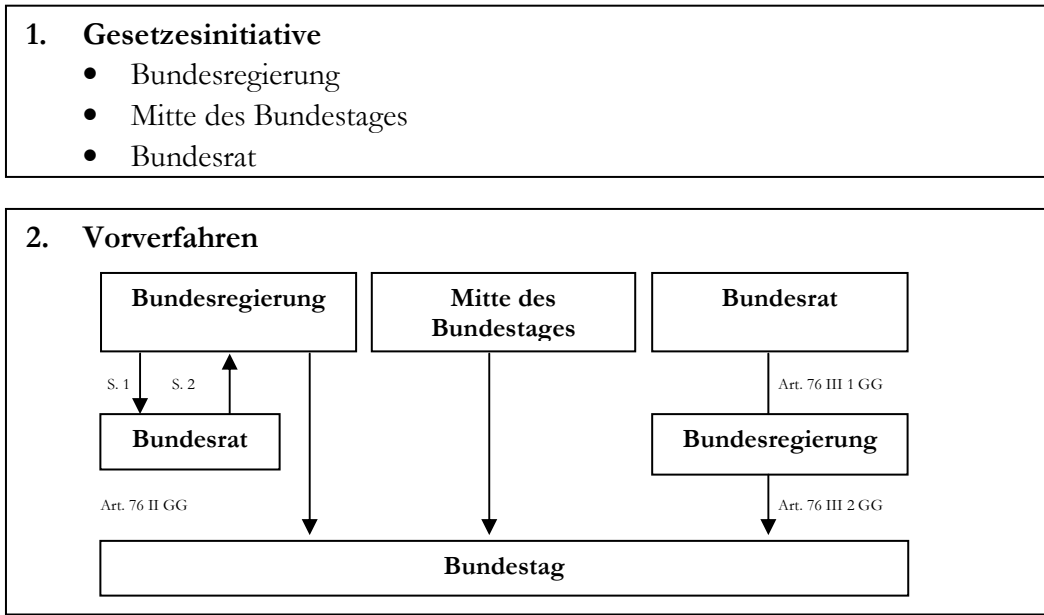 1. Gesetzesinitiative
• Bundesregierung
• Mitte des Bundestages
• Bundesrat
2. Vorverfahren
Bundesregierung
Mitte des
Bundestages
Bundesrat
S. 1
S. 2
Art. 76 III 1 GG
Bundesrat
Bundesregierung
Art. 76 II GG
Art. 76 III 2 GG
Bundestag